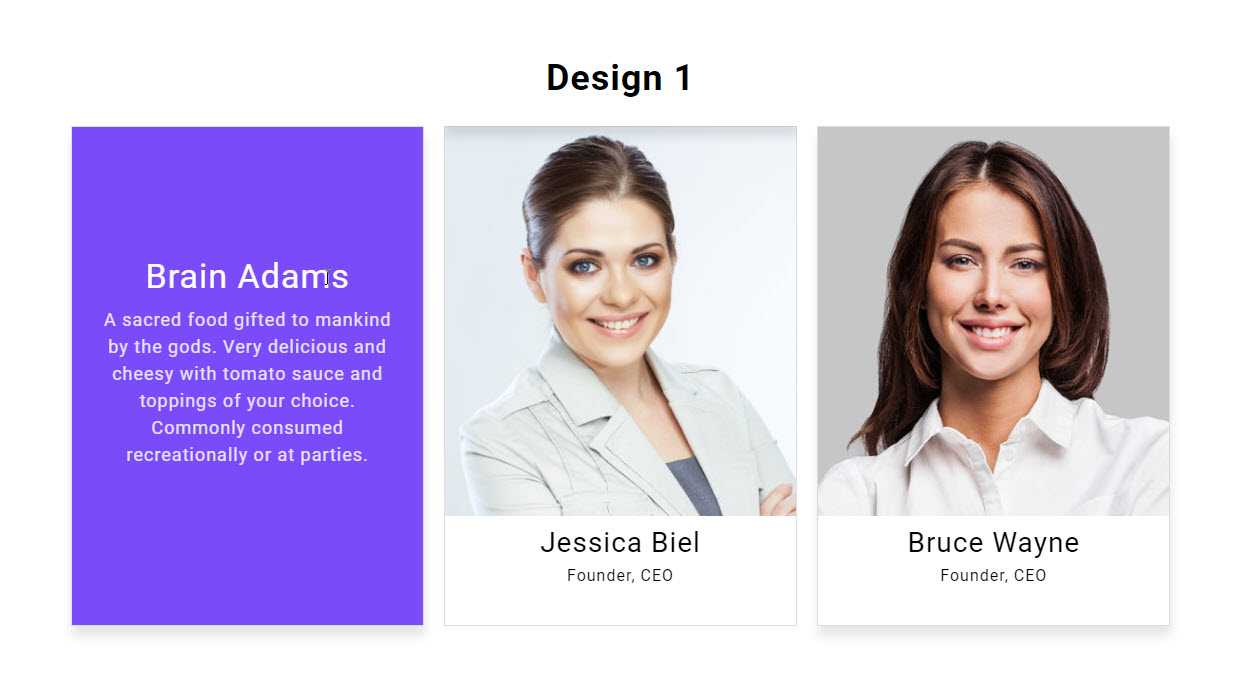 Design 1
Brain Adams
A sacred food gifted to mankind
by the gods. Very delicious and
cheesy with tomato sauce and
toppings of your choice.
Commonly consumed
recreationally or at parties.
Jessica Biel
Founder, CEO
Bruce Wayne
Founder, CEO